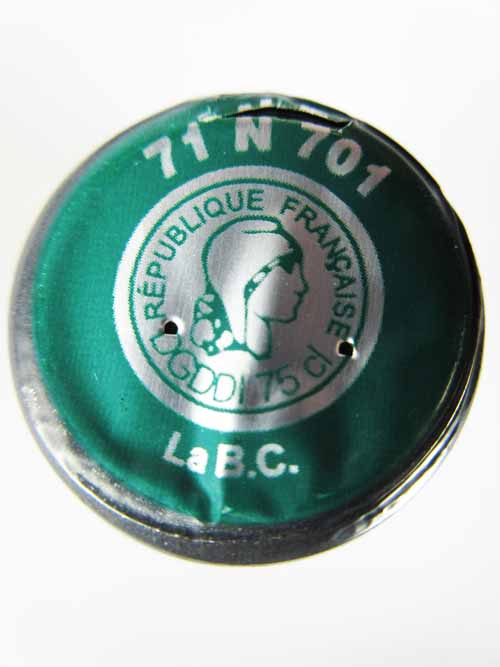 71 N 701
RÉPUBLIQUE FRANÇAISE
DGDDI 75 cl
La B.C.